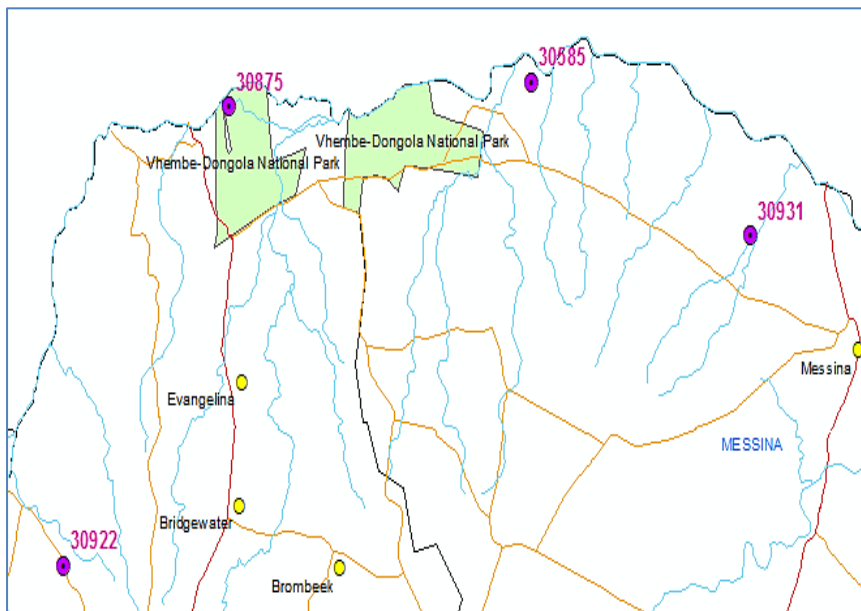 30585
30875
Vhembe-Dongola National Park
Vhembe-Dongola National Park
30931
Messina
Evangelina
MESSINA
Bridgewater
30922
Brombeek